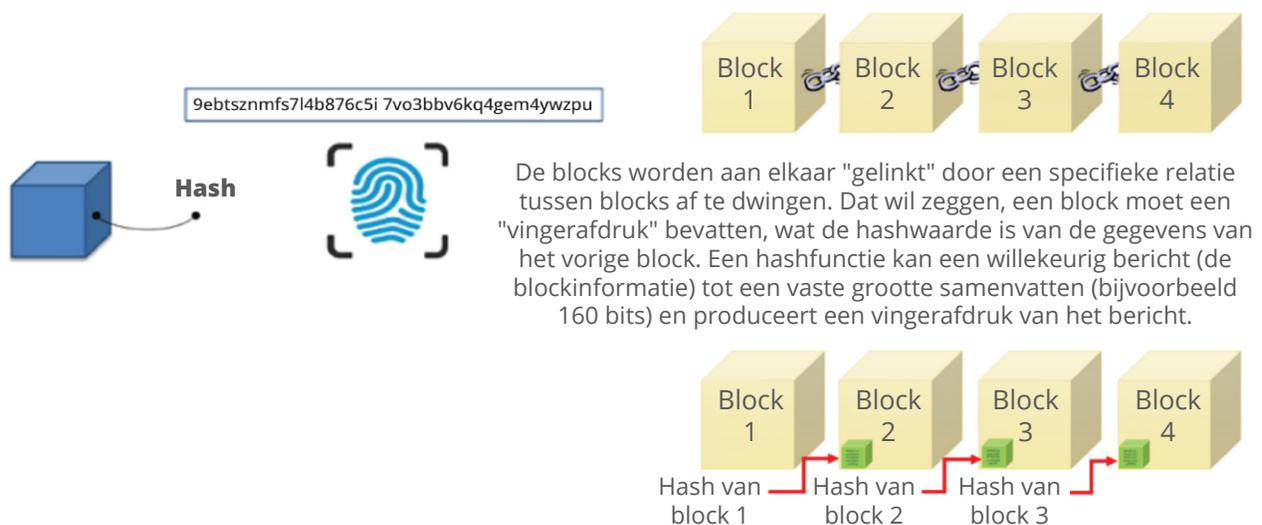 9ebtsznmfs7l4b876c5i 7vo3bbv6kq4gem4ywzpu
Hash
Block
1
Block
2
Block
3
Block
4
De blocks worden aan elkaar "gelinkt" door een specifieke relatie
tussen blocks af te dwingen. Dat wil zeggen, een block moet een
"vingerafdruk" bevatten, wat de hashwaarde is van de gegevens van
het vorige block. Een hashfunctie kan een willekeurig bericht (de
blockinformatie) tot een vaste grootte samenvatten (bijvoorbeeld
160 bits) en produceert een vingerafdruk van het bericht.
Block
1
Block
2
Block
3
Block
4
Hash van
block 1
Hash van
block 2
Hash van
block 3